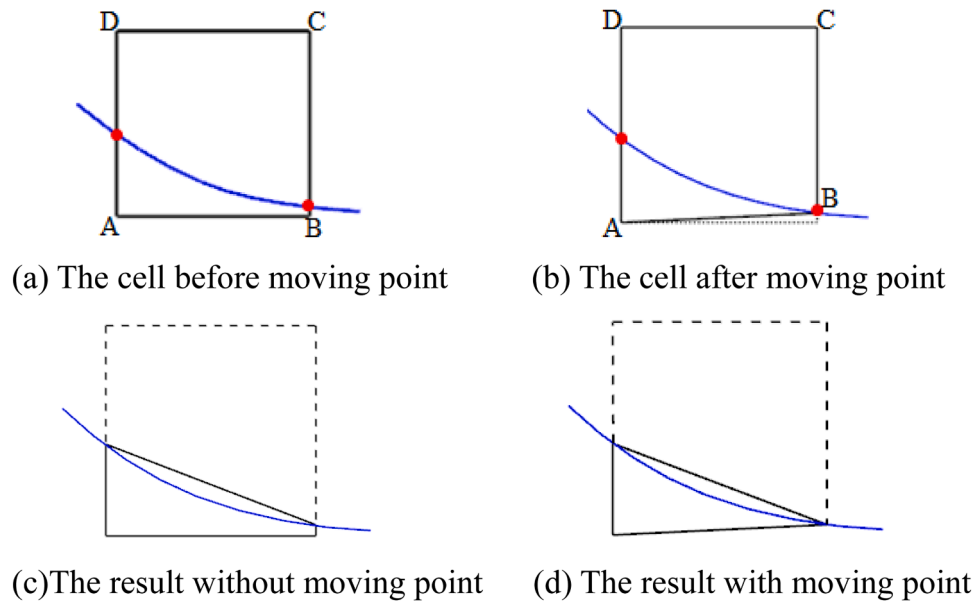 D C
A B
(a) The cell before moving point
D C
B
A
(b) The cell after moving point
(c)The result without moving point
(d) The result with moving point